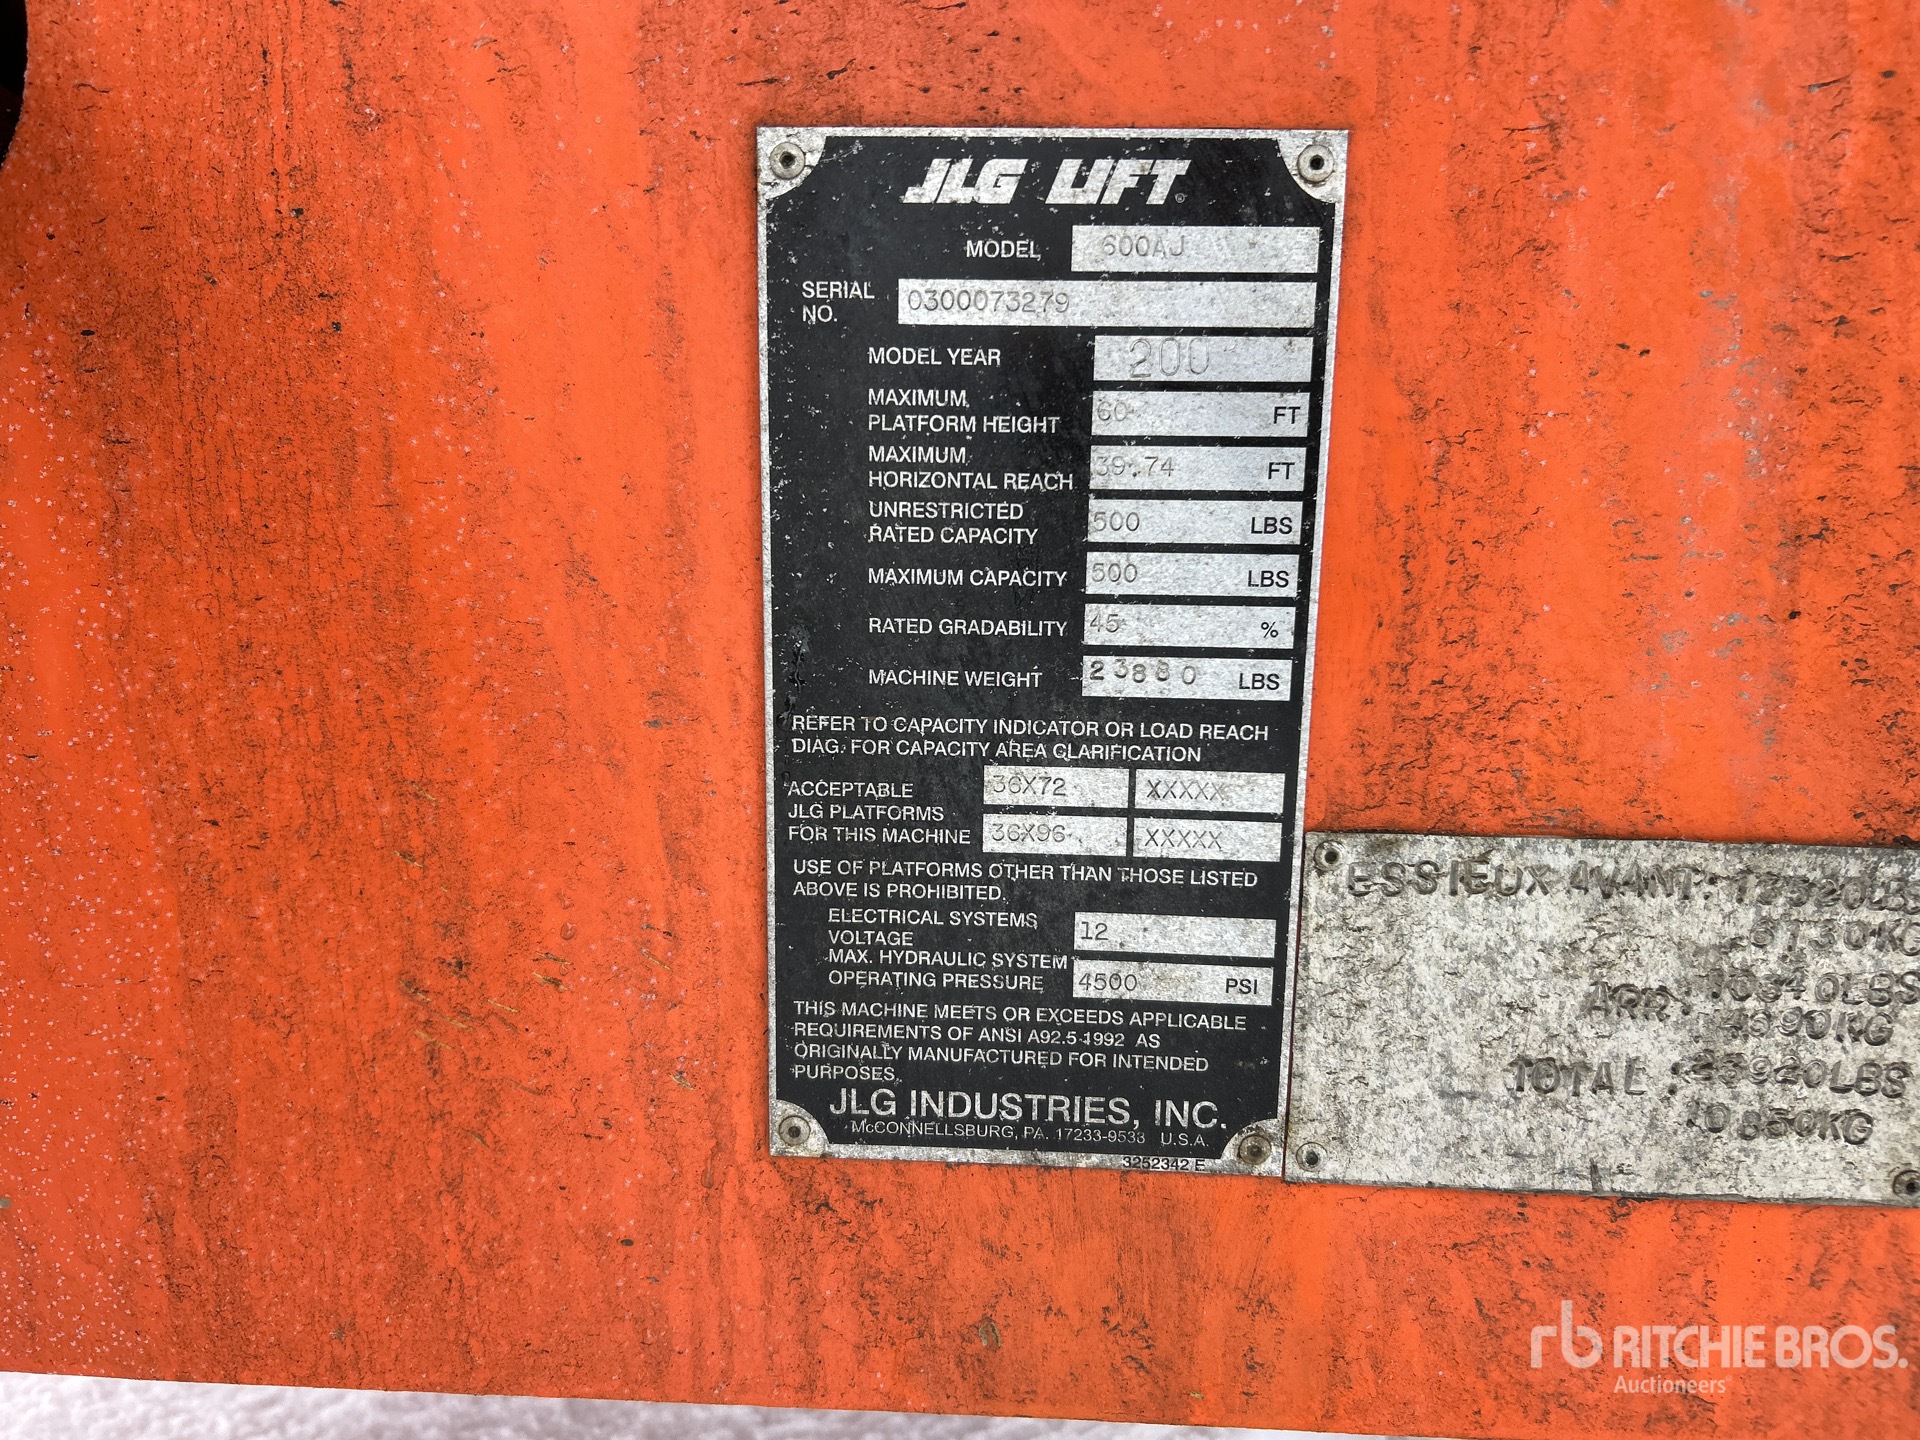 JLG LIFT®
MODEL 600AJ
SERIAL NO. 0300073279
MODEL YEAR 200
MAXIMUM PLATFORM HEIGHT 60 FT
MAXIMUM HORIZONTAL REACH 39.74 FT
UNRESTRICTED RATED CAPACITY 500 LBS
MAXIMUM CAPACITY 500 LBS
RATED GRADABILITY 45 %
MACHINE WEIGHT 23880 LBS
REFER TO CAPACITY INDICATOR OR LOAD REACH
DIAG. FOR CAPACITY AREA CLARIFICATION
ACCEPTABLE
JLG PLATFORMS
FOR THIS MACHINE
36X72 XXXXX
36X96 XXXXX
USE OF PLATFORMS OTHER THAN THOSE LISTED
ABOVE IS PROHIBITED.
ELECTRICAL SYSTEMS VOLTAGE 12
MAX. HYDRAULIC SYSTEM OPERATING PRESSURE 4500 PSI
THIS MACHINE MEETS OR EXCEEDS APPLICABLE
REQUIREMENTS OF ANSI A92.5-1992 AS
ORIGINALLY MANUFACTURED FOR INTENDED
PURPOSES.
JLG INDUSTRIES, INC.
McCONNELLSBURG, PA. 17233-9533 U.S.A.
3252342 E
ESSIEUX AVANT: 13520LBS
6130KG
ARR:
TOTAL: 23920LBS
10850KG
rb RITCHIE BROS.
Auctioneers